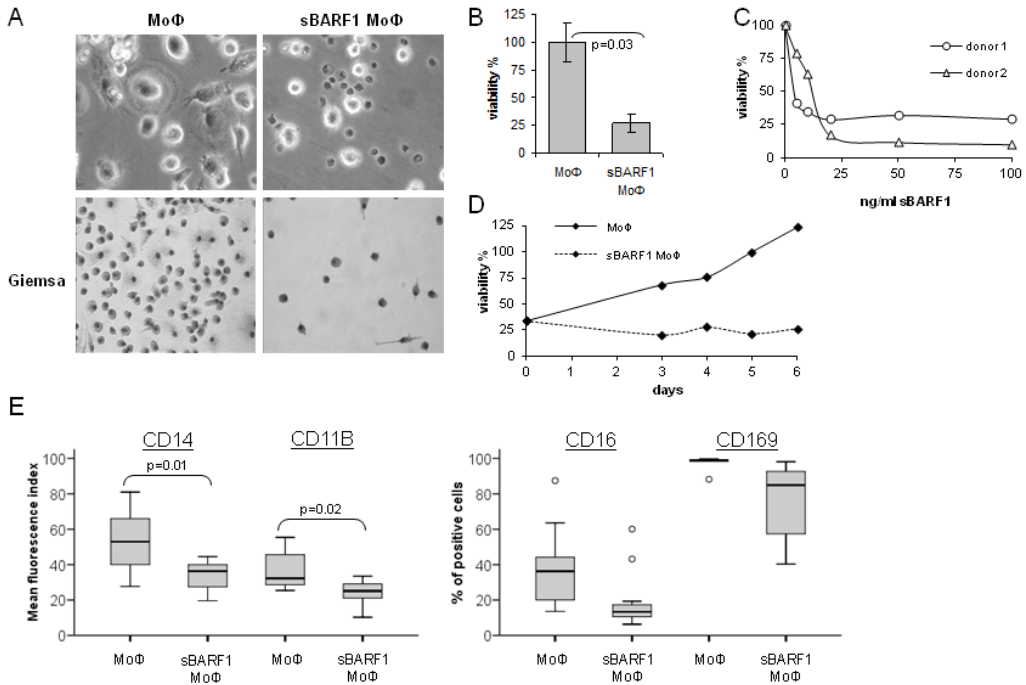 A
MoΦ
sBARF1 MoΦ
Giemsa
B
viability %
125
100
75
50
25
0
p=0.03
MoΦ
sBARF1
MoΦ
C
viability %
100
75
50
25
0
donor1
donor2
0 25 50 75 100
ng/ml sBARF1
D
viability %
125
100
75
50
25
0
MoΦ
sBARF1 MoΦ
0 1 2 3 4 5 6
days
E
CD14
CD11B
Mean fluorescence index
100
80
60
40
20
0
p=0.01
p=0.02
MoΦ
sBARF1
MoΦ
MoΦ
sBARF1
MoΦ
CD16
CD169
% of positive cells
100
80
60
40
20
0
MoΦ
sBARF1
MoΦ
MoΦ
sBARF1
MoΦ